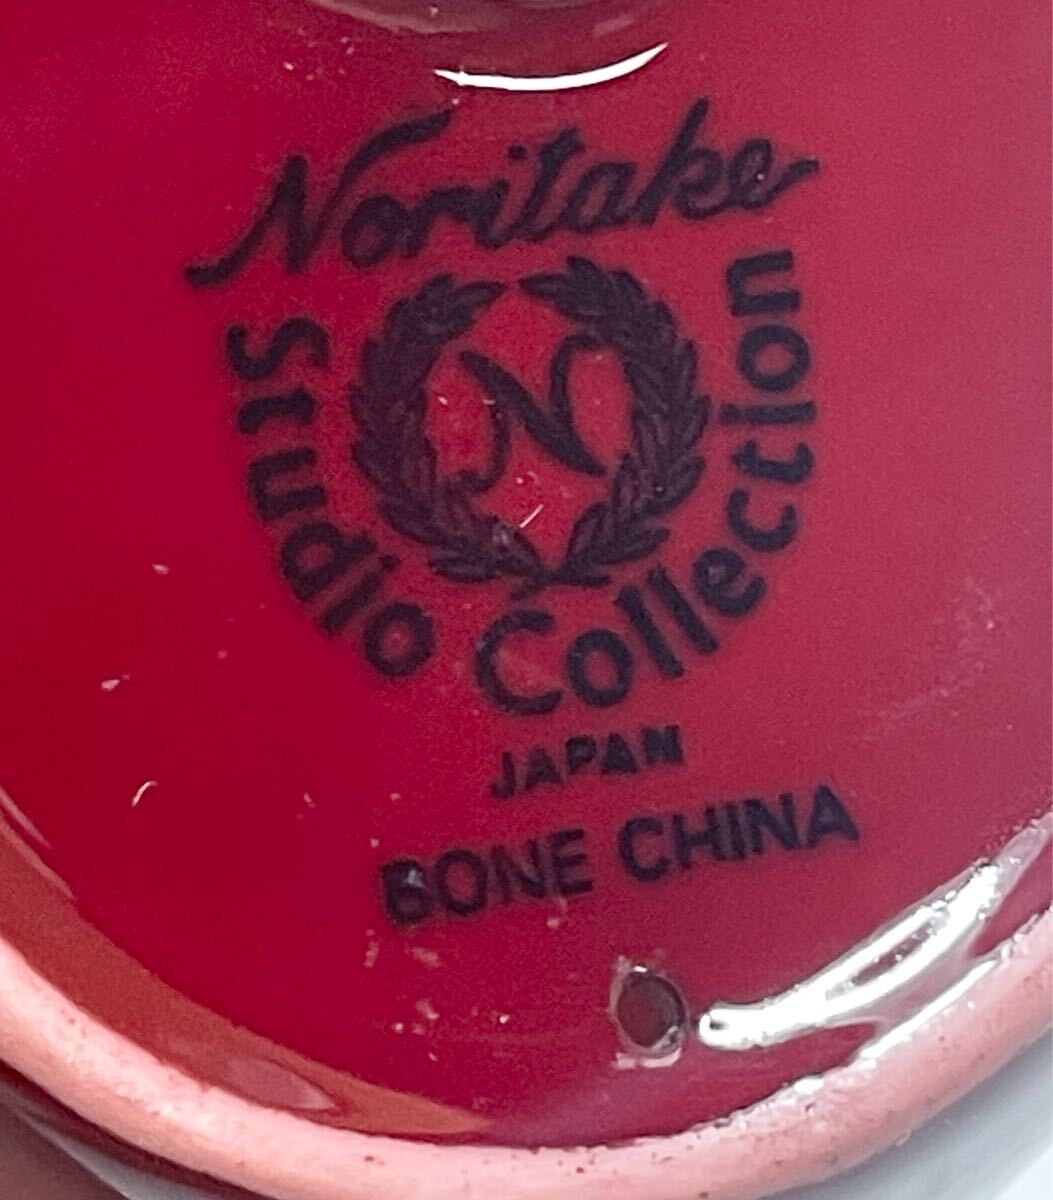 Noritake
N
Studio Collection
JAPAN
BONE CHINA